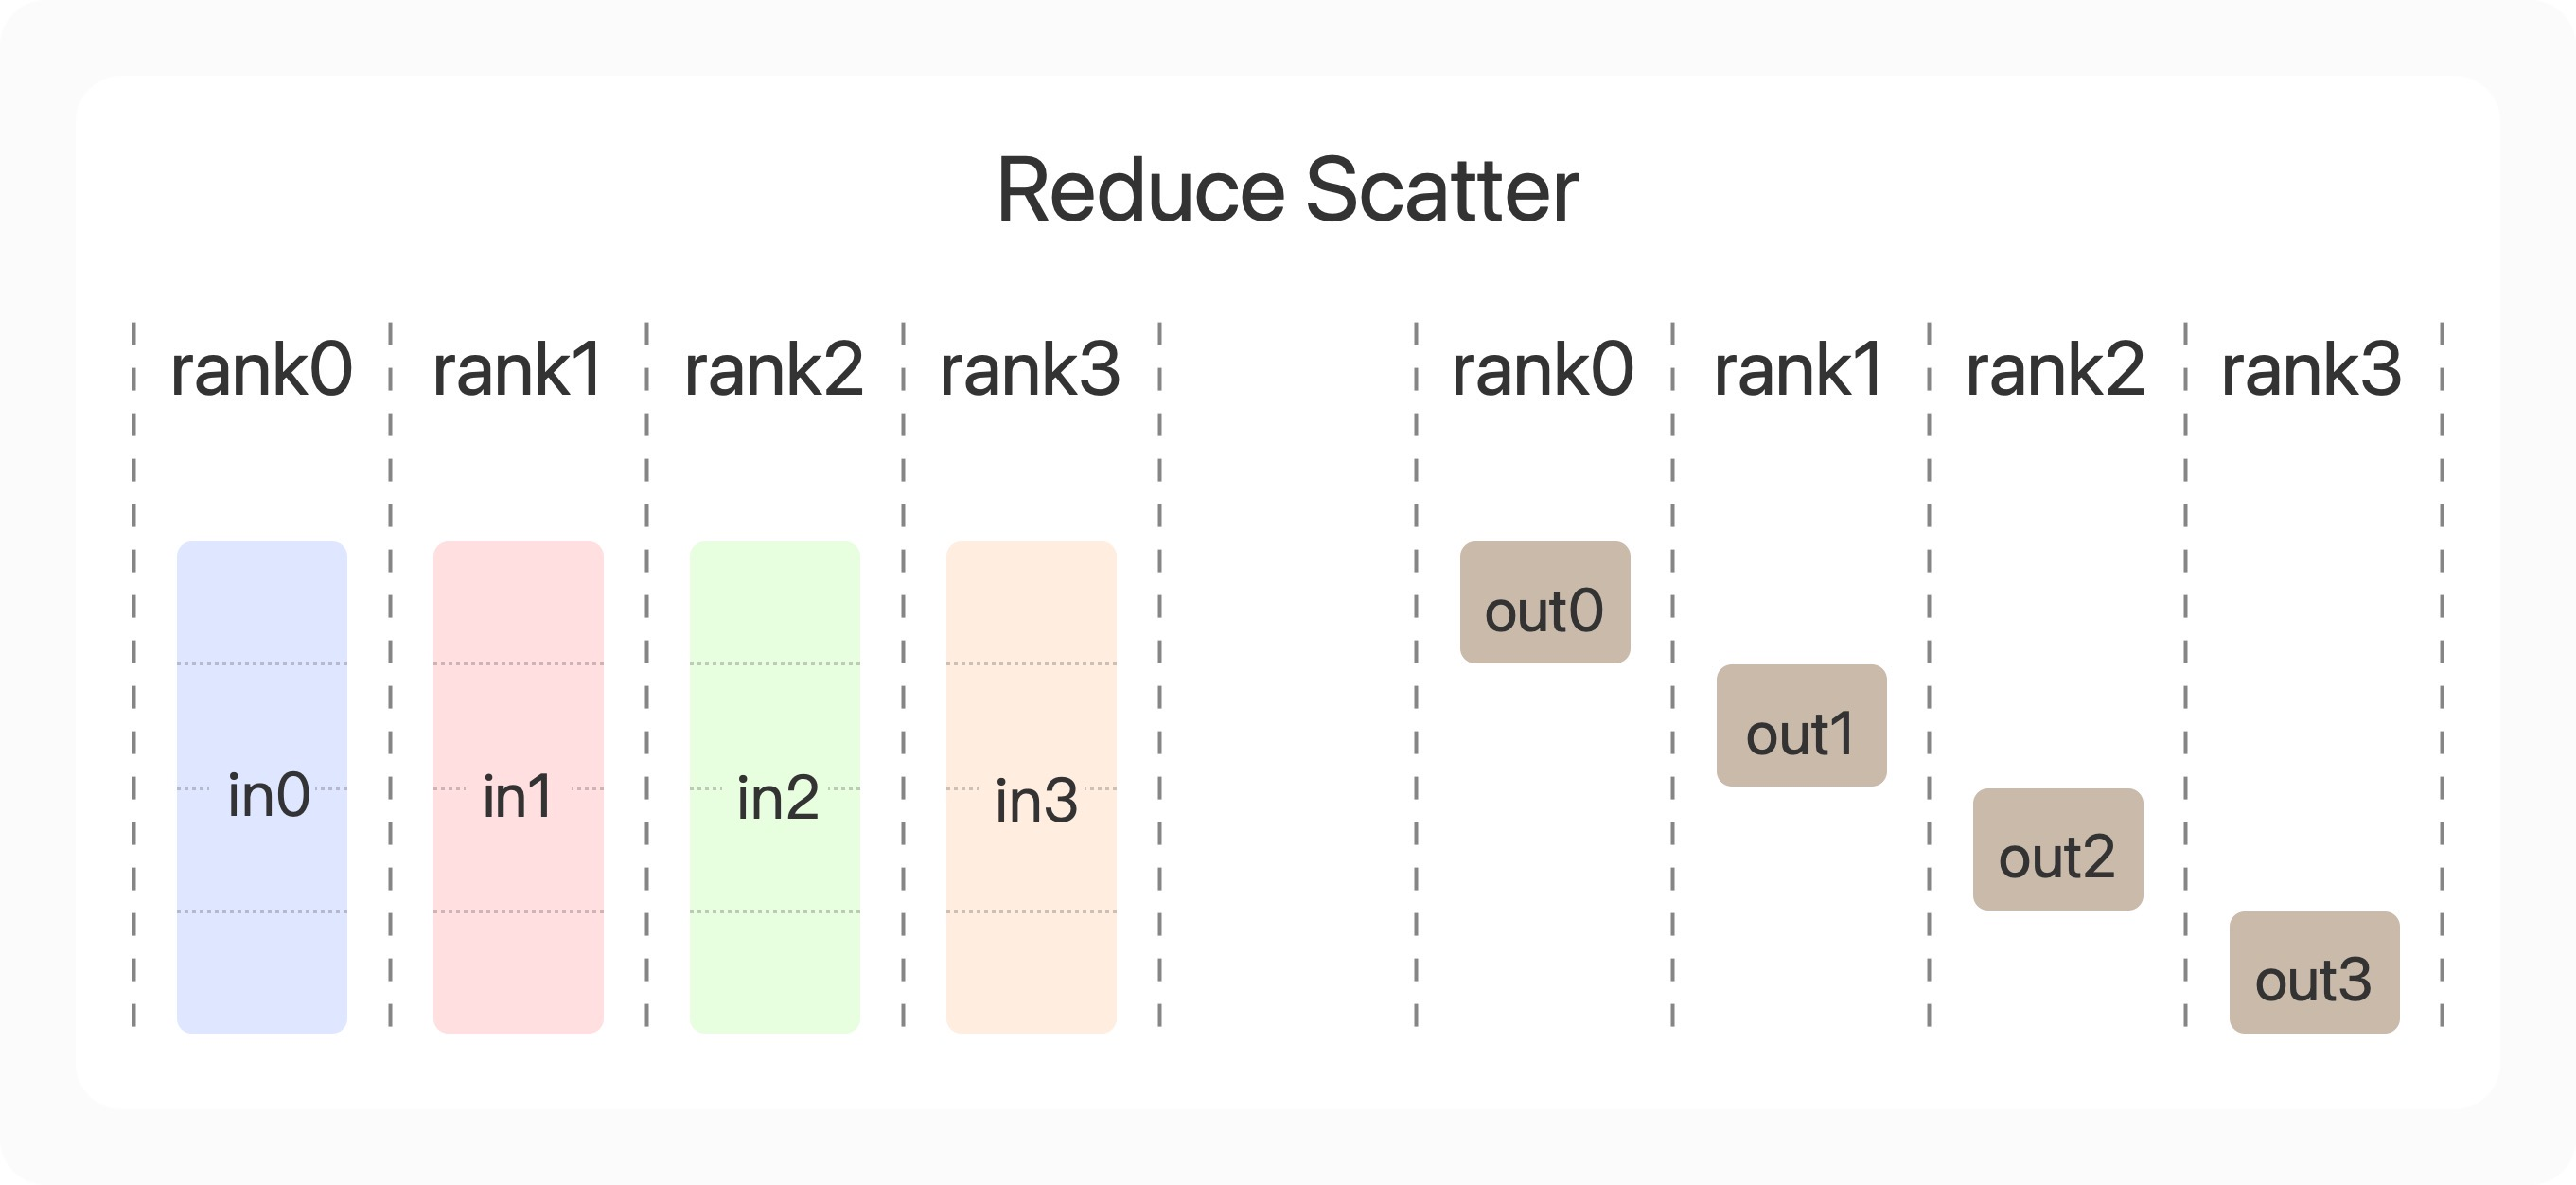 Reduce Scatter
rank0 rank1 rank2 rank3 rank0 rank1 rank2 rank3
out0
out1
in0 in1 in2 in3
out2
out3